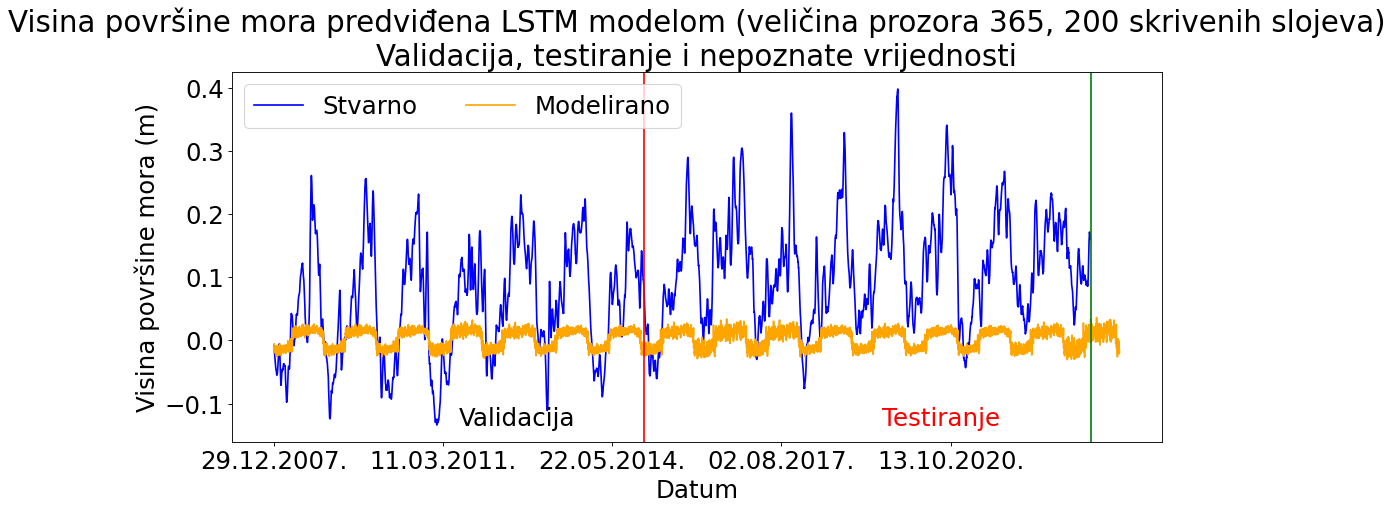 Visina površine mora predviđena LSTM modelom (veličina prozora 365, 200 skrivenih slojeva)
Validacija, testiranje i nepoznate vrijednosti
Stvarno
Modelirano
Visina površine mora (m)
0.4
0.3
0.2
0.1
0.0
−0.1
Validacija
Testiranje
29.12.2007.
11.03.2011.
22.05.2014.
02.08.2017.
13.10.2020.
Datum